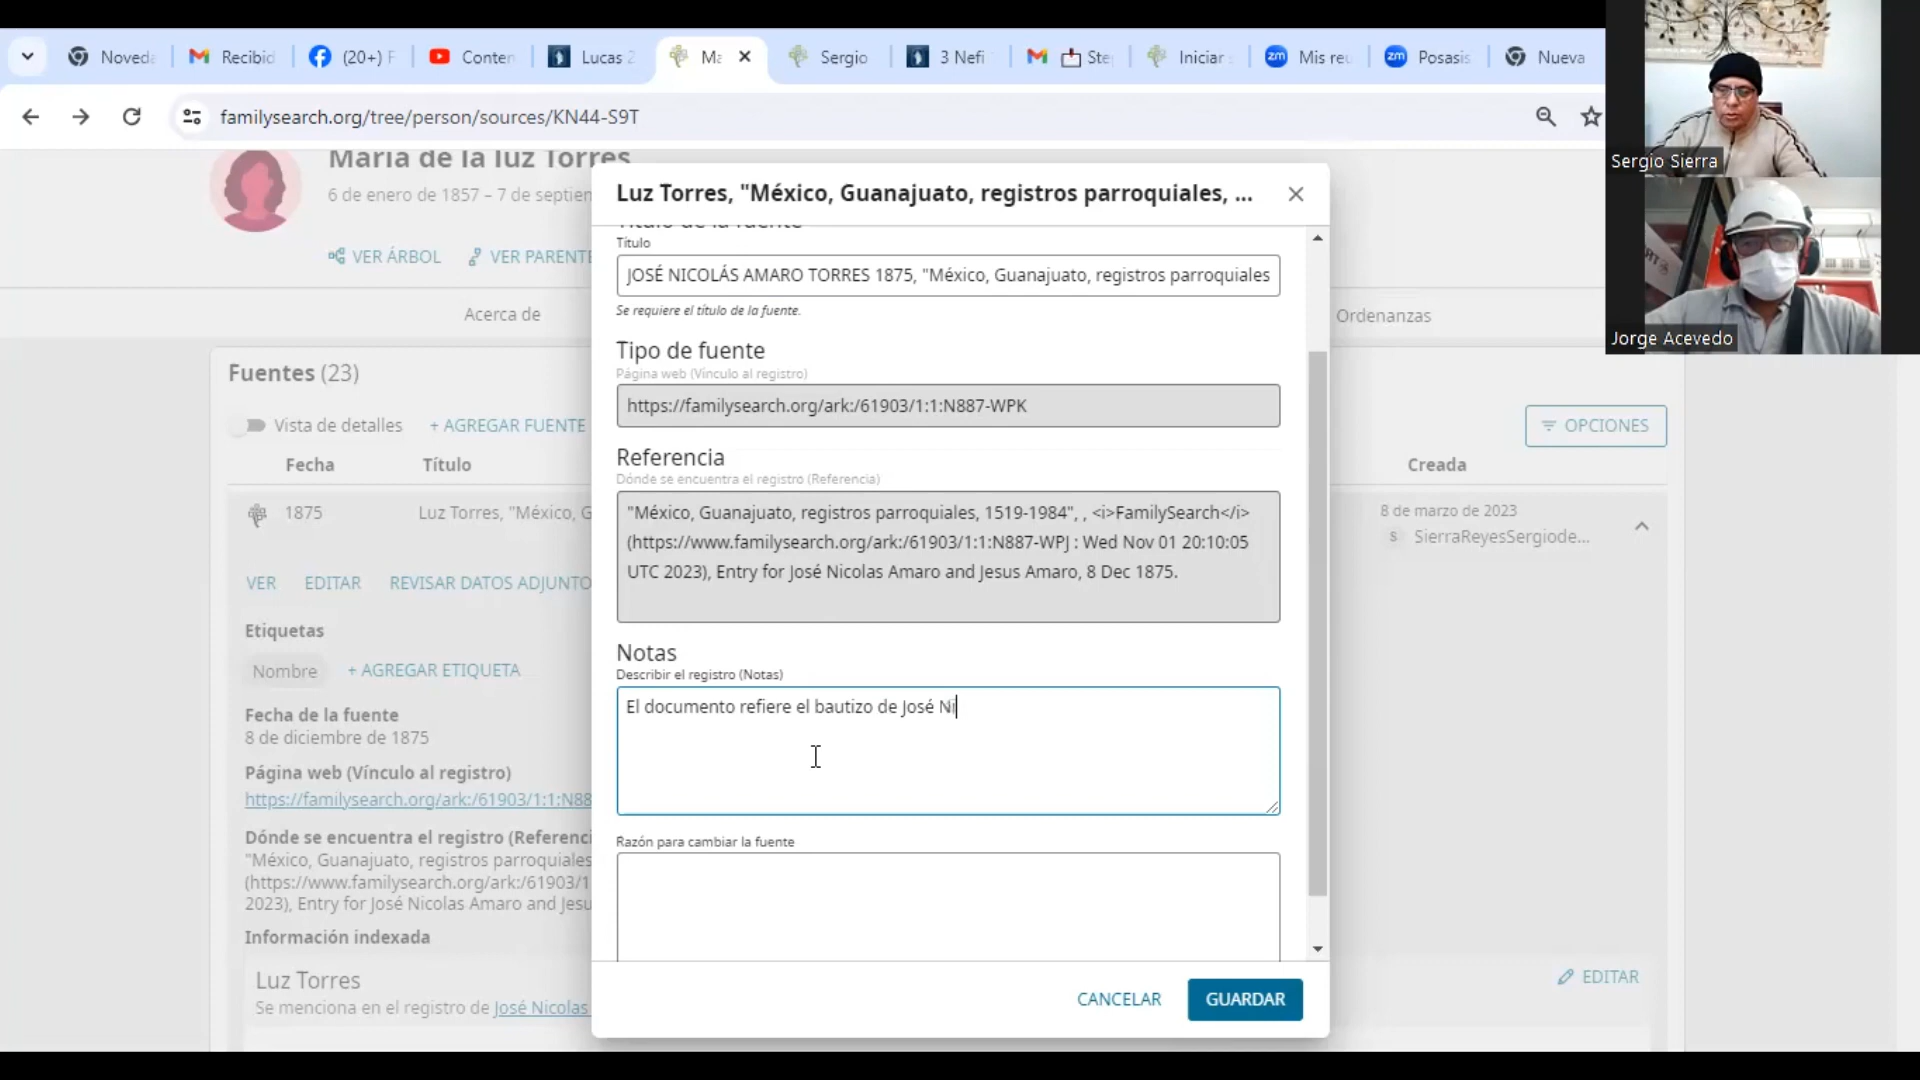 Noveda
Recibid
(20+) F
Conten
Lucas 2
Ma
Sergio
3 Nefi
Ste
Iniciar s
zm
Mis reu
zm
Posasis
Nueva
familysearch.org/tree/person/sources/KN44-S9T
Sergio Sierra
Jorge Acevedo
María de la luz Torres
6 de enero de 1857 – 7 de septien
VER ÁRBOL
VER PARENTE
Acerca de
Ordenanzas
Fuentes (23)
Vista de detalles
+ AGREGAR FUENTE
OPCIONES
Fecha
Título
Creada
1875
Luz Torres, "México, G
8 de marzo de 2023
S
SierraReyesSergiode...
VER
EDITAR
REVISAR DATOS ADJUNTO
Etiquetas
Nombre
+ AGREGAR ETIQUETA
Fecha de la fuente
8 de diciembre de 1875
Página web (Vínculo al registro)
https://familysearch.org/ark:/61903/1:1:N88
Dónde se encuentra el registro (Referenci
"México, Guanajuato, registros parroquiales
(https://www.familysearch.org/ark:/61903/1
2023), Entry for José Nicolas Amaro and Jesu
Información indexada
Luz Torres
Se menciona en el registro de José Nicolas
EDITAR
Luz Torres, "México, Guanajuato, registros parroquiales, ...
Título de la fuente
Título
JOSÉ NICOLÁS AMARO TORRES 1875, "México, Guanajuato, registros parroquiales
Se requiere el título de la fuente.
Tipo de fuente
Página web (Vínculo al registro)
https://familysearch.org/ark:/61903/1:1:N887-WPK
Referencia
Dónde se encuentra el registro (Referencia)
"México, Guanajuato, registros parroquiales, 1519-1984", , <i>FamilySearch</i>
(https://www.familysearch.org/ark:/61903/1:1:N887-WPJ : Wed Nov 01 20:10:05
UTC 2023), Entry for José Nicolas Amaro and Jesus Amaro, 8 Dec 1875.
Notas
Describir el registro (Notas)
El documento refiere el bautizo de José Ni
Razón para cambiar la fuente
CANCELAR
GUARDAR